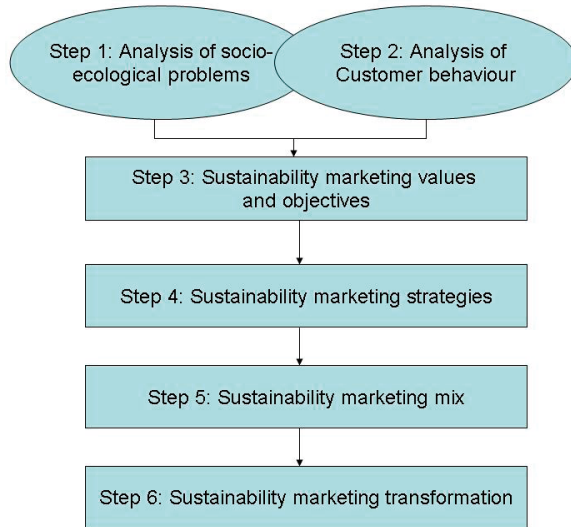 Step 1: Analysis of socio-
ecological problems
Step 2: Analysis of
Customer behaviour
Step 3: Sustainability marketing values
and objectives
Step 4: Sustainability marketing strategies
Step 5: Sustainability marketing mix
Step 6: Sustainability marketing transformation